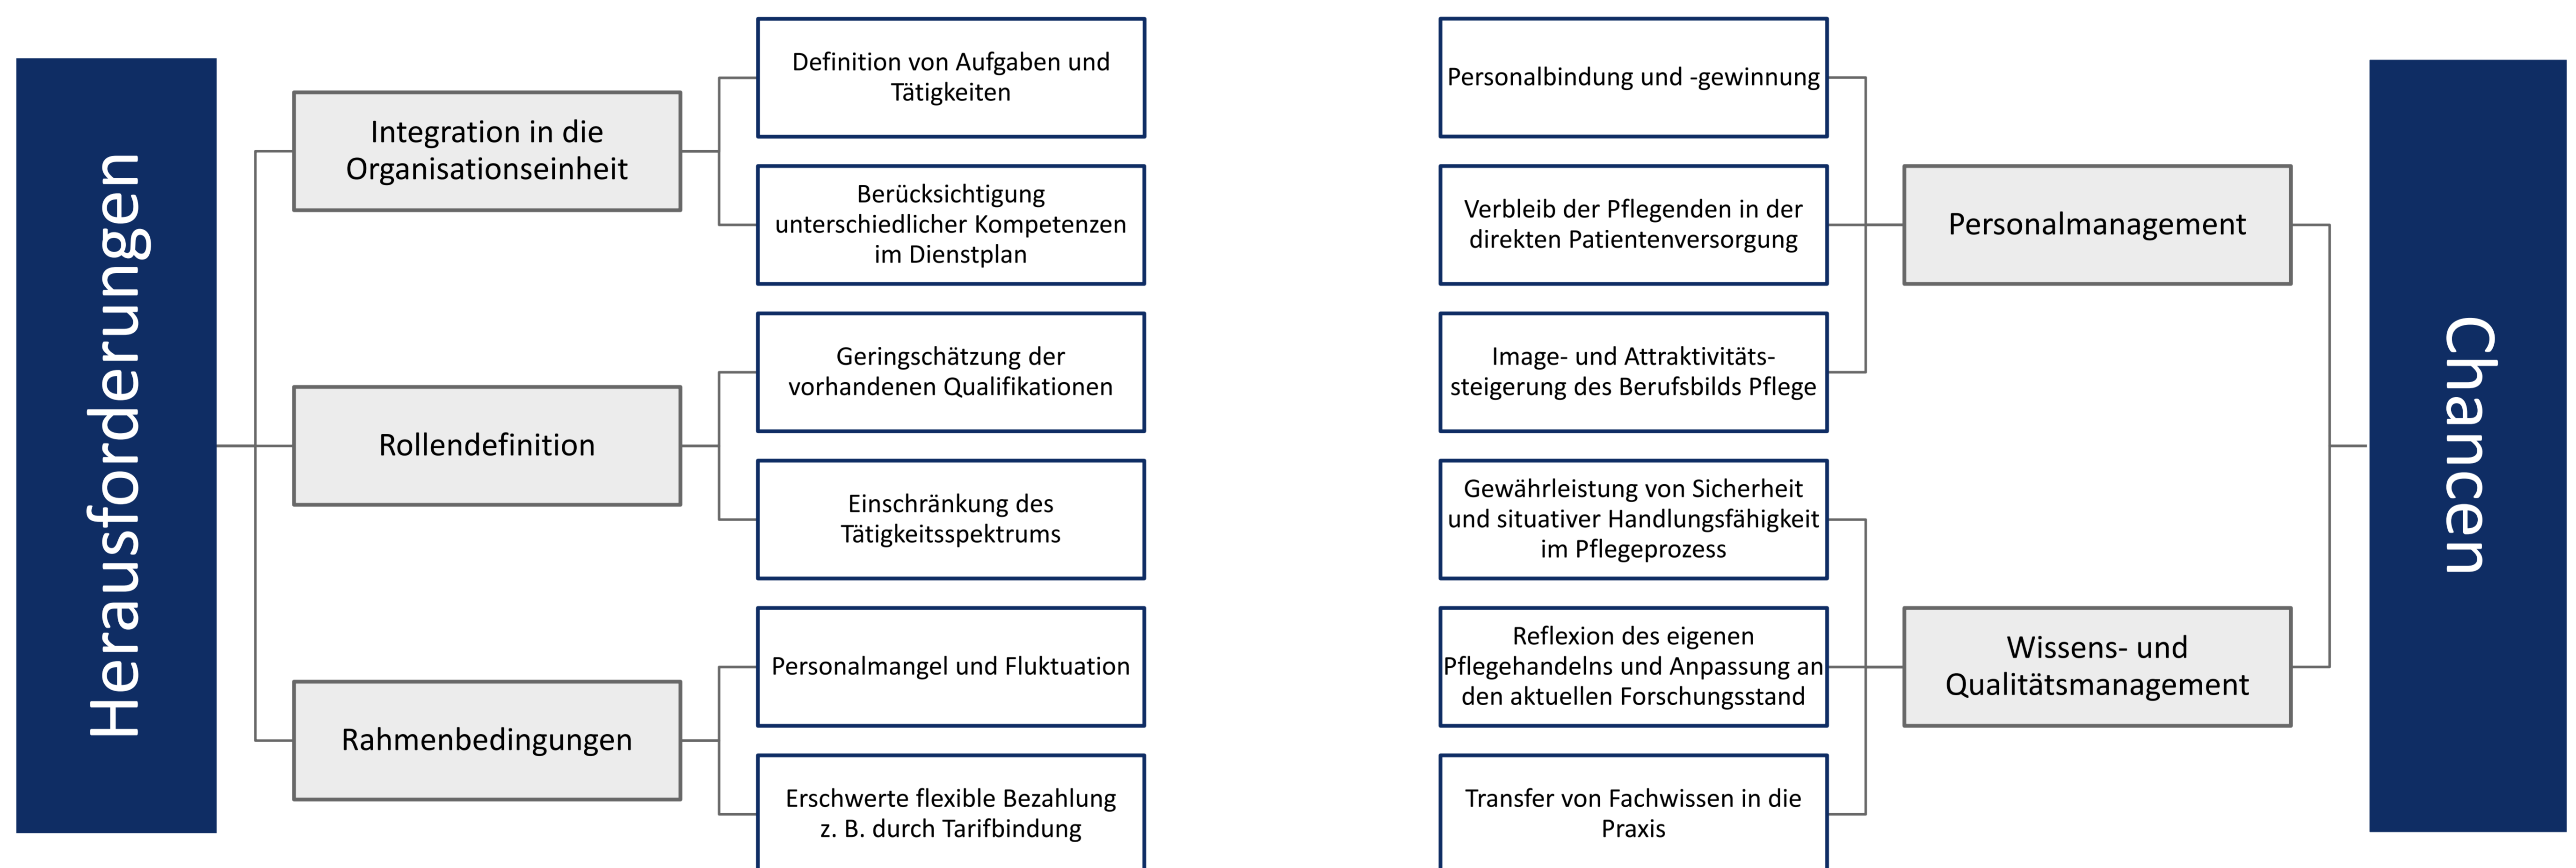 Herausforderungen
Integration in die
Organisationseinheit
Definition von Aufgaben und
Tätigkeiten
Berücksichtigung
unterschiedlicher Kompetenzen
im Dienstplan
Rollendefinition
Geringschätzung der
vorhandenen Qualifikationen
Einschränkung des
Tätigkeitsspektrums
Rahmenbedingungen
Personalmangel und Fluktuation
Erschwerte flexible Bezahlung
z. B. durch Tarifbindung
Chancen
Personalmanagement
Personalbindung und -gewinnung
Verbleib der Pflegenden in der
direkten Patientenversorgung
Image- und Attraktivitäts-
steigerung des Berufsbilds Pflege
Wissens- und
Qualitätsmanagement
Gewährleistung von Sicherheit
und situativer Handlungsfähigkeit
im Pflegeprozess
Reflexion des eigenen
Pflegehandelns und Anpassung an
den aktuellen Forschungsstand
Transfer von Fachwissen in die
Praxis